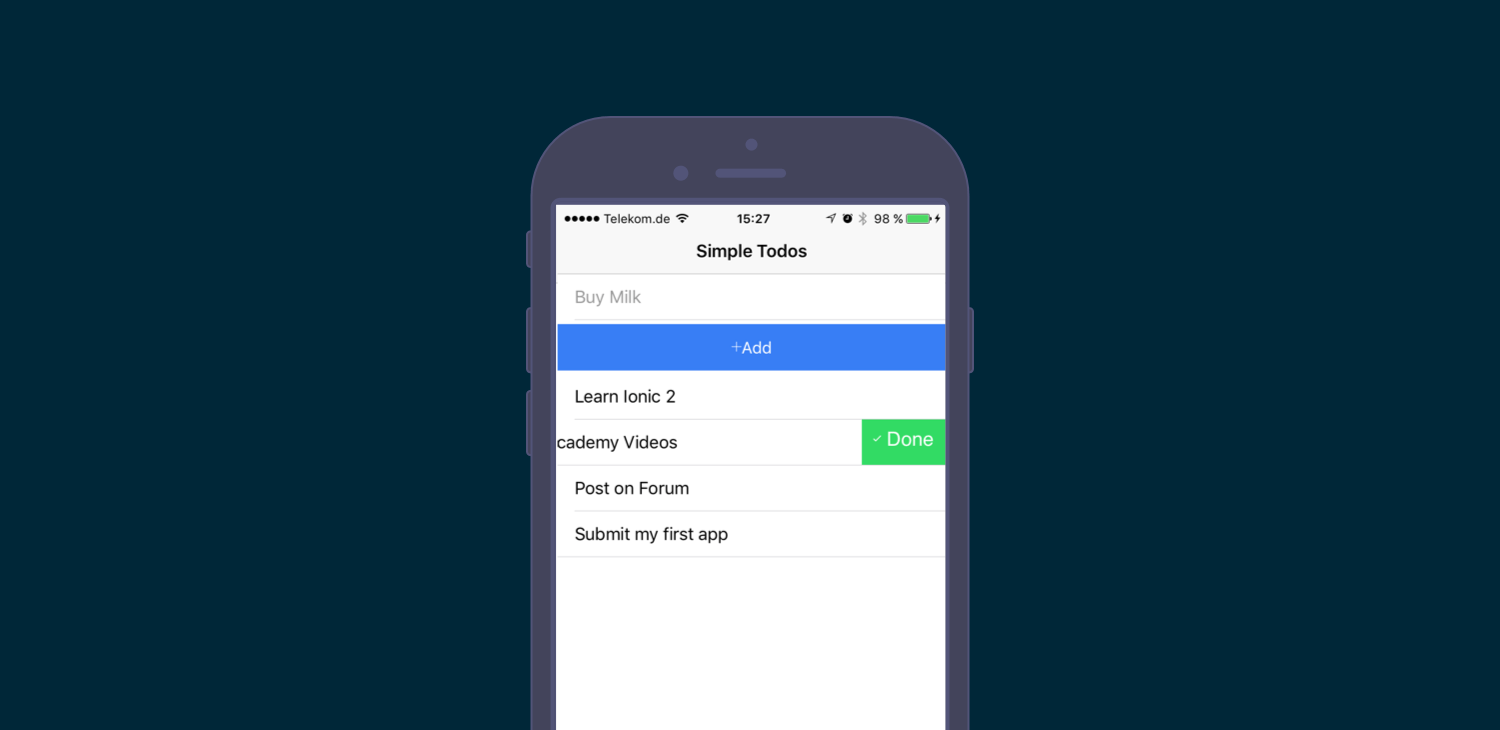 Telekom.de 15:27 98 %
Simple Todos
Buy Milk
+Add
Learn Ionic 2
cademy Videos ✓ Done
Post on Forum
Submit my first app